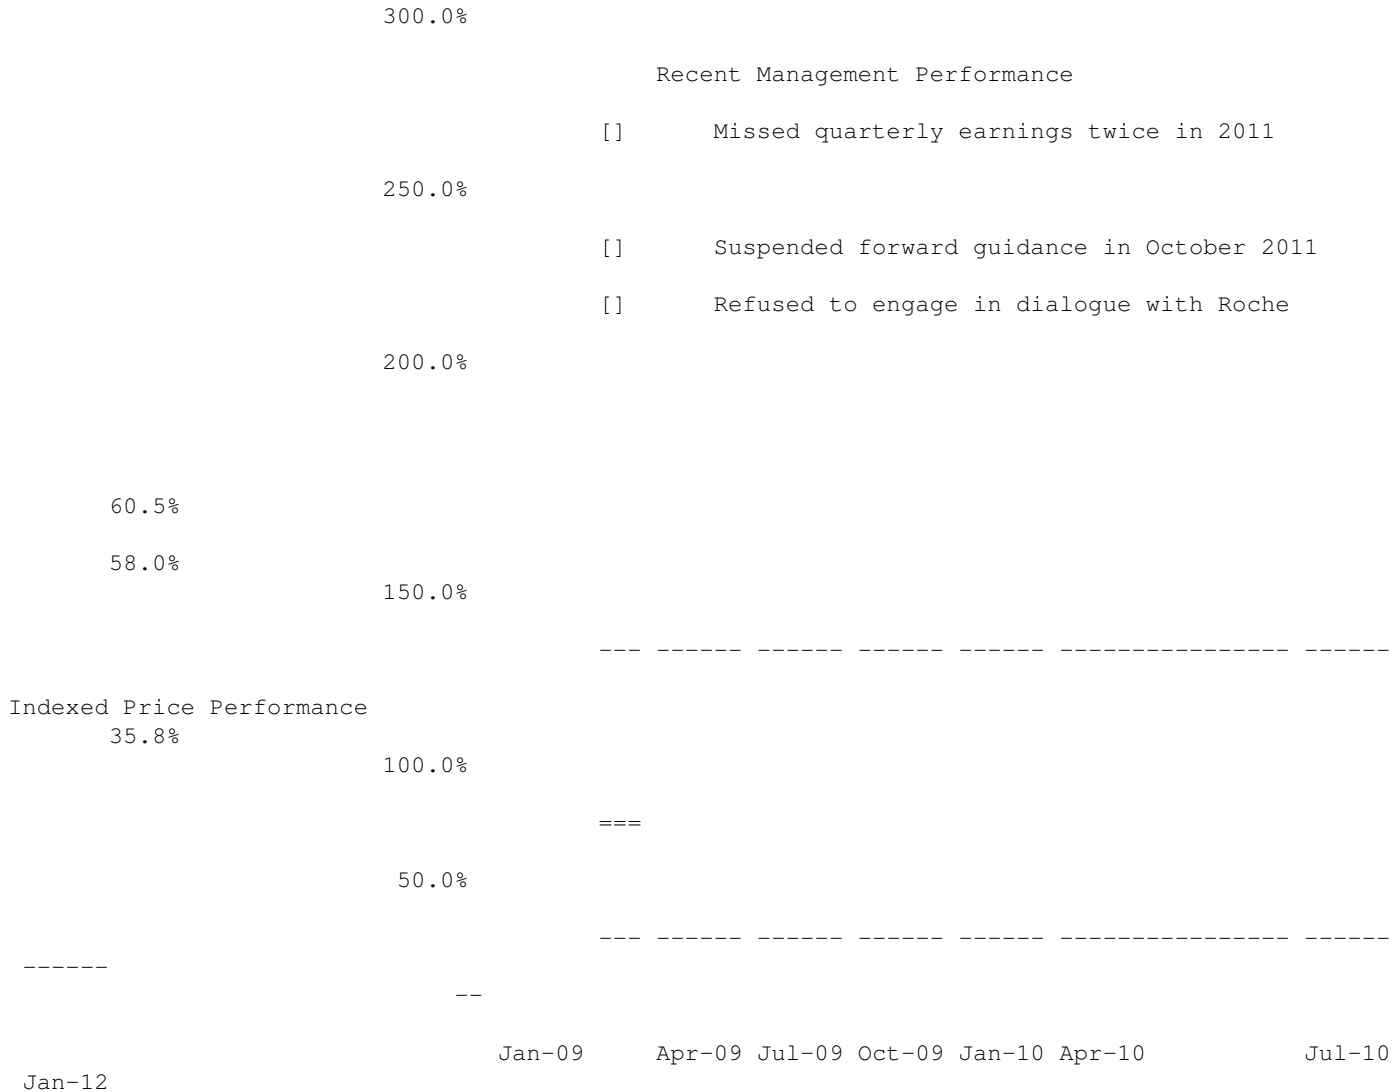 300.0%
Recent Management Performance
[] Missed quarterly earnings twice in 2011
250.0%
[] Suspended forward guidance in October 2011
[] Refused to engage in dialogue with Roche
200.0%
60.5%
58.0%
150.0%
--- ------ ------ ------ ------ ---------------- ------
Indexed Price Performance
35.8%
100.0%
===
50.0%
--- ------ ------ ------ ------ ---------------- ------
------
--
Jan-09 Apr-09 Jul-09 Oct-09 Jan-10 Apr-10 Jul-10
Jan-12